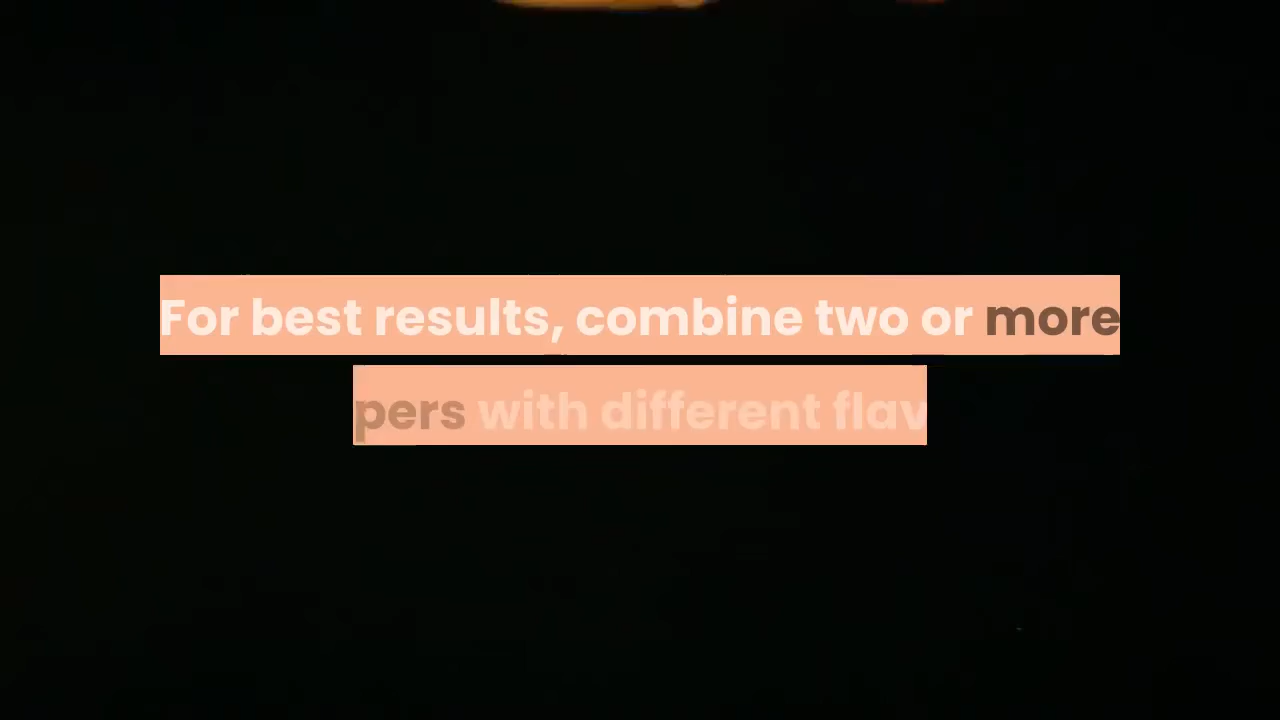 For best results, combine two or more
pers with different flav